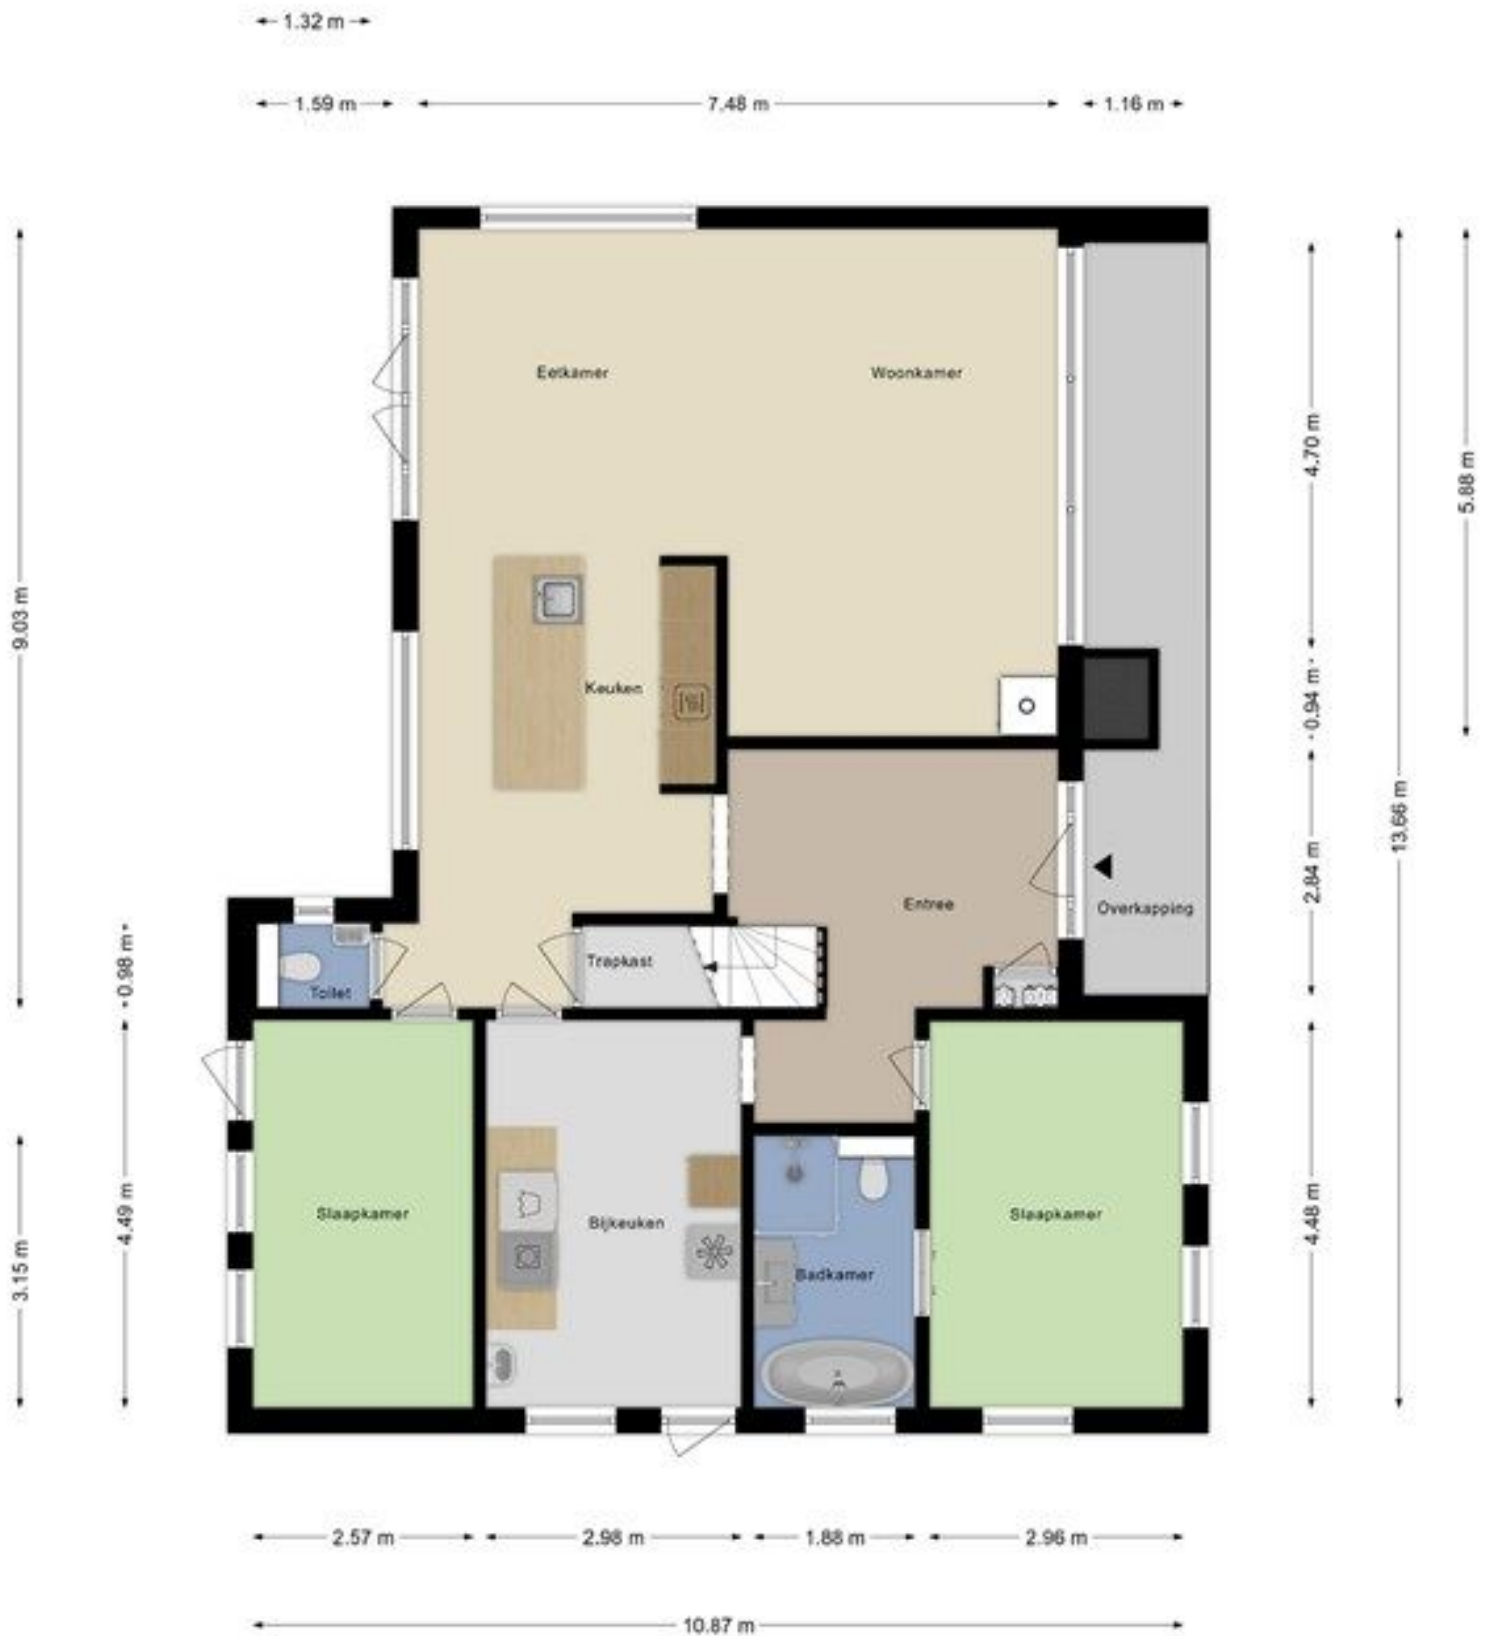 1.32 m
1.59 m
7.48 m
1.16 m
Eetkamer
Woonkamer
4.70 m
5.88 m
9.03 m
Keuken
0.94 m
13.66 m
2.84 m
Entree
Overkapping
0.98 m
Trapkast
Toilet
4.49 m
Slaapkamer
Bijkeuken
Slaapkamer
4.48 m
3.15 m
Badkamer
2.57 m
2.98 m
1.88 m
2.96 m
10.87 m